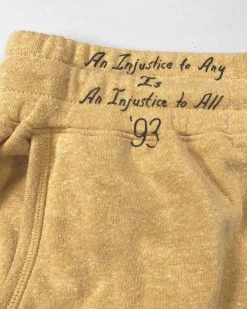 An Injustice to Any
Is
An Injustice to All
'93